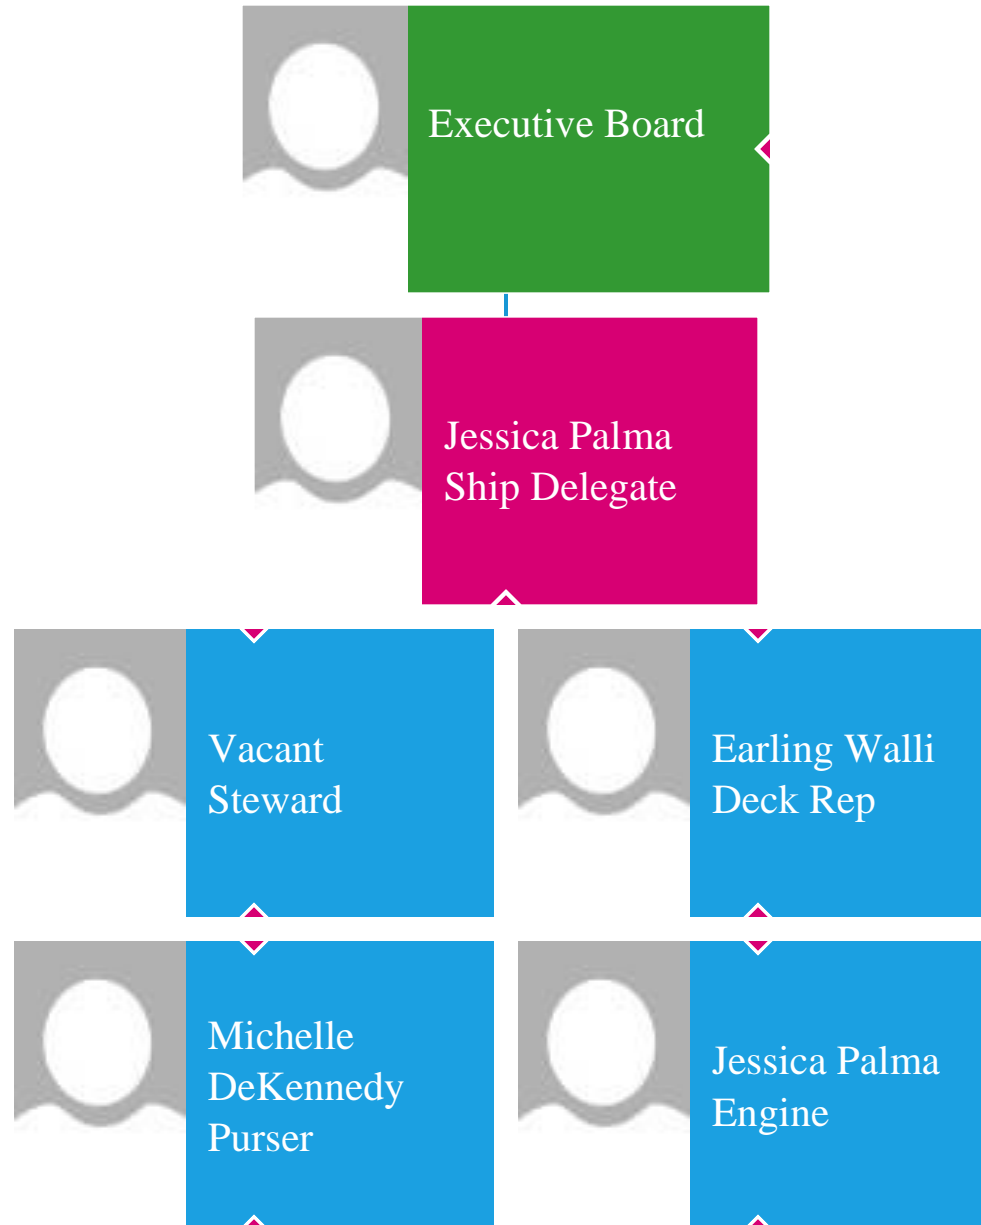 Executive Board
Jessica Palma
Ship Delegate
Vacant
Steward
Earling Walli
Deck Rep
Michelle
DeKennedy
Purser
Jessica Palma
Engine